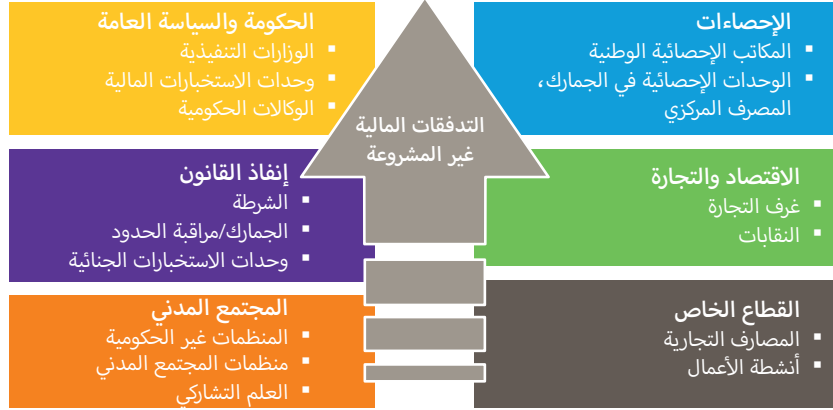 الإحصاءات
▪ المكاتب الإحصائية الوطنية
▪ الوحدات الإحصائية في الجمارك،
المصرف المركزي
الحكومة والسياسة العامة
▪ الوزارات التنفيذية
▪ وحدات الاستخبارات المالية
▪ الوكالات الحكومية
التدفقات المالية
غير المشروعة
الاقتصاد والتجارة
▪ غرف التجارة
▪ النقابات
إنفاذ القانون
▪ الشرطة
▪ الجمارك/مراقبة الحدود
▪ وحدات الاستخبارات الجنائية
القطاع الخاص
▪ المصارف التجارية
▪ أنشطة الأعمال
المجتمع المدني
▪ المنظمات غير الحكومية
▪ منظمات المجتمع المدني
▪ العلم التشاركي